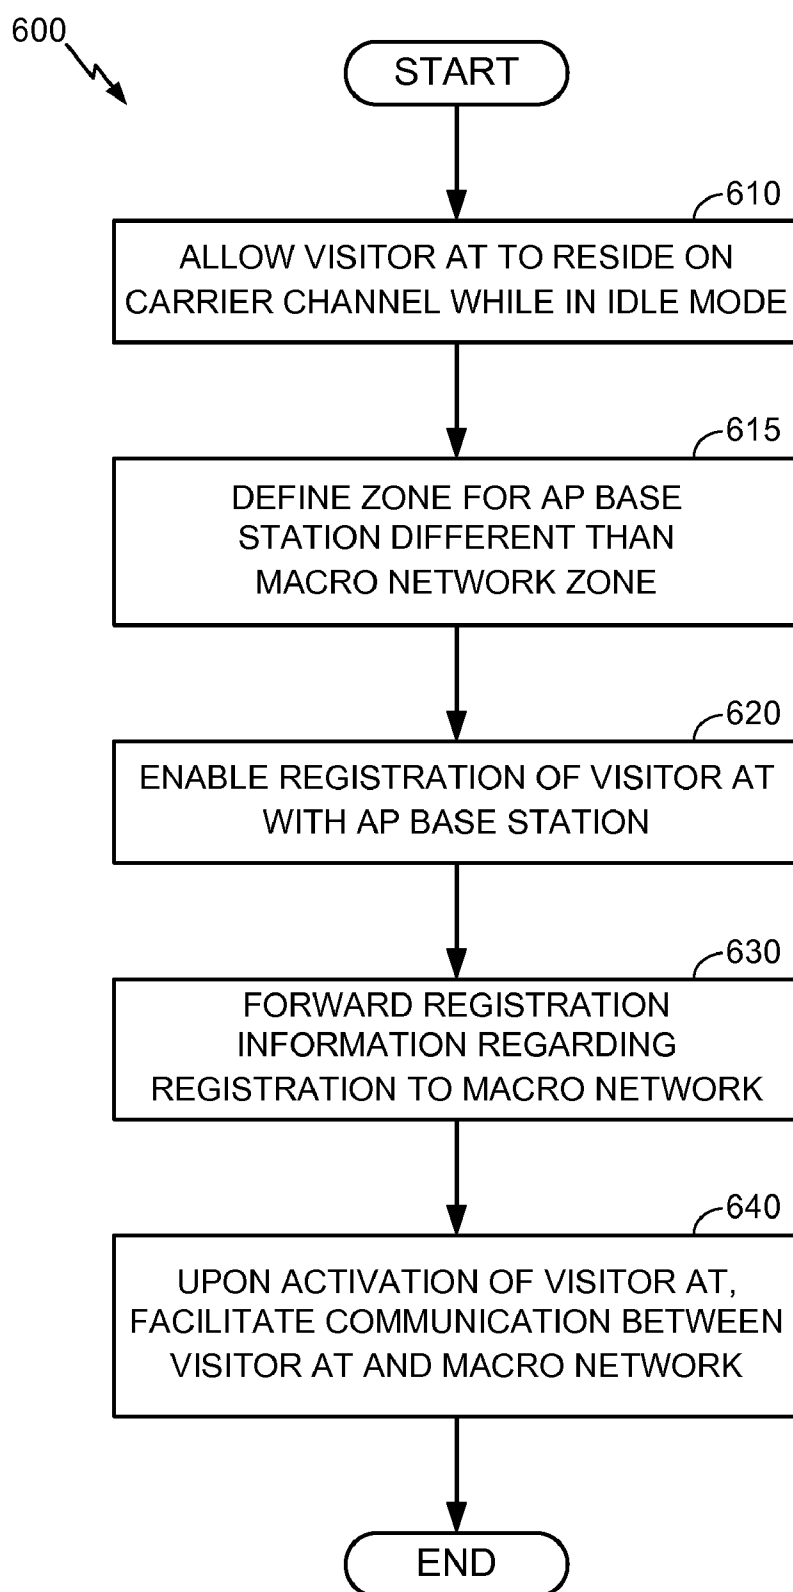 600
START
610
ALLOW VISITOR AT TO RESIDE ON
CARRIER CHANNEL WHILE IN IDLE MODE
615
DEFINE ZONE FOR AP BASE
STATION DIFFERENT THAN
MACRO NETWORK ZONE
620
ENABLE REGISTRATION OF VISITOR AT
WITH AP BASE STATION
630
FORWARD REGISTRATION
INFORMATION REGARDING
REGISTRATION TO MACRO NETWORK
640
UPON ACTIVATION OF VISITOR AT,
FACILITATE COMMUNICATION BETWEEN
VISITOR AT AND MACRO NETWORK
END